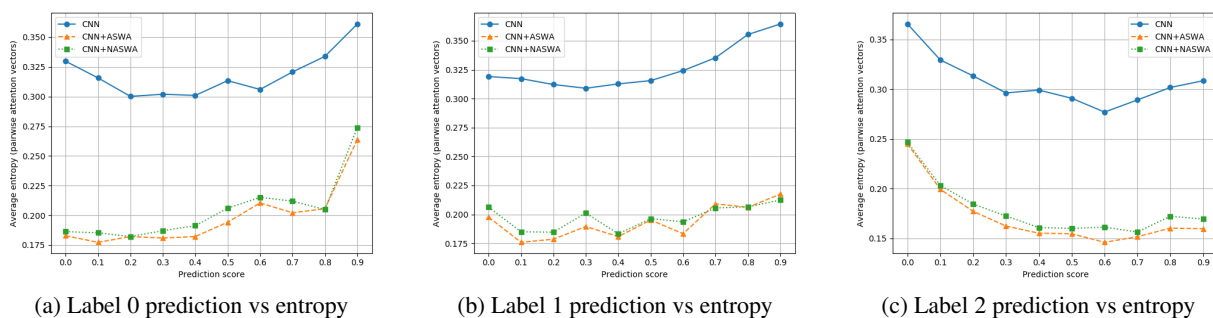 CNN
CNN+ASWA
CNN+NASWA
Average entropy (pairwise attention vectors)
0.350
0.325
0.300
0.275
0.250
0.225
0.200
0.175
0.0 0.1 0.2 0.3 0.4 0.5 0.6 0.7 0.8 0.9
Prediction score
(a) Label 0 prediction vs entropy
CNN
CNN+ASWA
CNN+NASWA
Average entropy (pairwise attention vectors)
0.350
0.325
0.300
0.275
0.250
0.225
0.200
0.175
0.0 0.1 0.2 0.3 0.4 0.5 0.6 0.7 0.8 0.9
Prediction score
(b) Label 1 prediction vs entropy
CNN
CNN+ASWA
CNN+NASWA
Average entropy (pairwise attention vectors)
0.35
0.30
0.25
0.20
0.15
0.0 0.1 0.2 0.3 0.4 0.5 0.6 0.7 0.8 0.9
Prediction score
(c) Label 2 prediction vs entropy